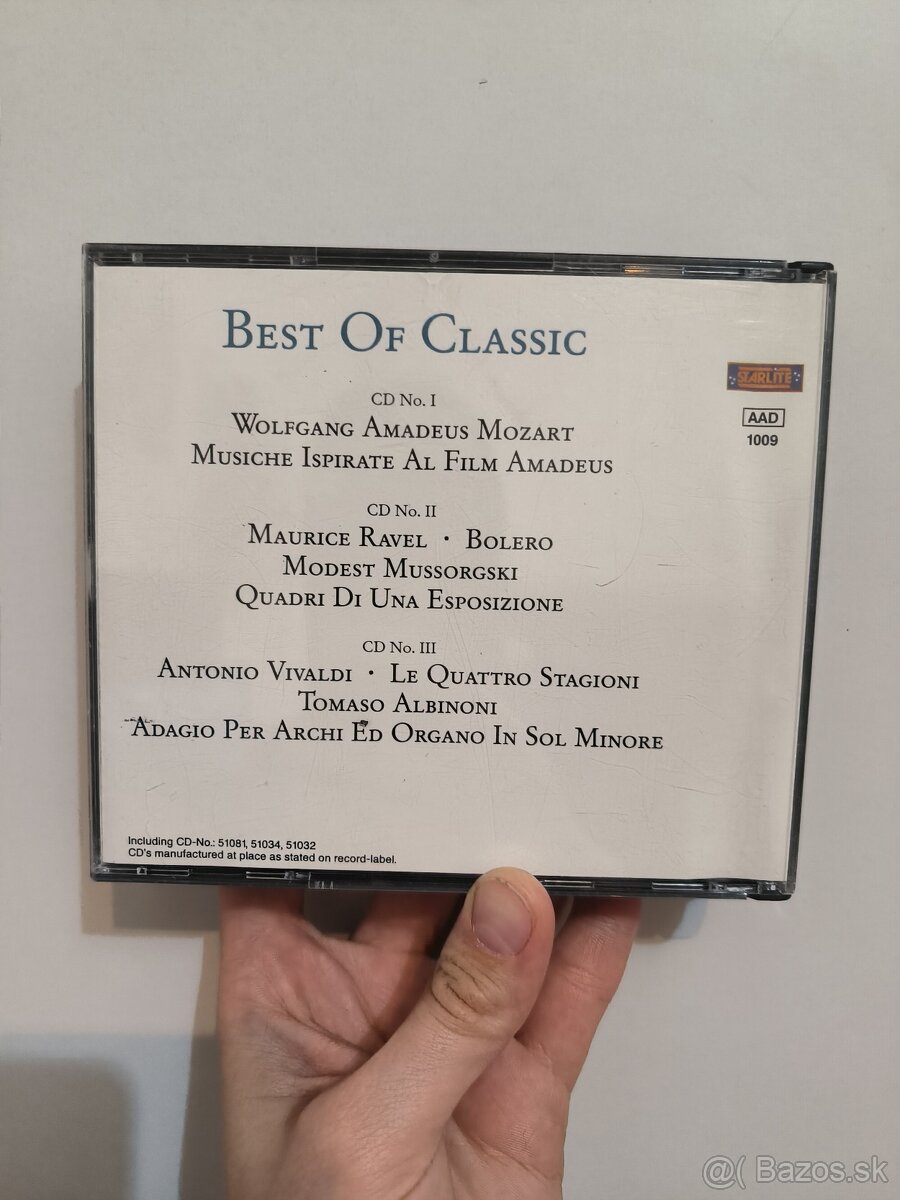 Best Of Classic
CD No. I
Wolfgang Amadeus Mozart
Musiche Ispirate Al Film Amadeus
CD No. II
Maurice Ravel · Bolero
Modest Mussorgski
Quadri Di Una Esposizione
CD No. III
Antonio Vivaldi · Le Quattro Stagioni
Tomaso Albinoni
Adagio Per Archi Ed Organo In Sol Minore
STARLITE
AAD
1009
Including CD-No.: 51081, 51034, 51032
CD's manufactured at place as stated on record-label.
@( Bazos.sk